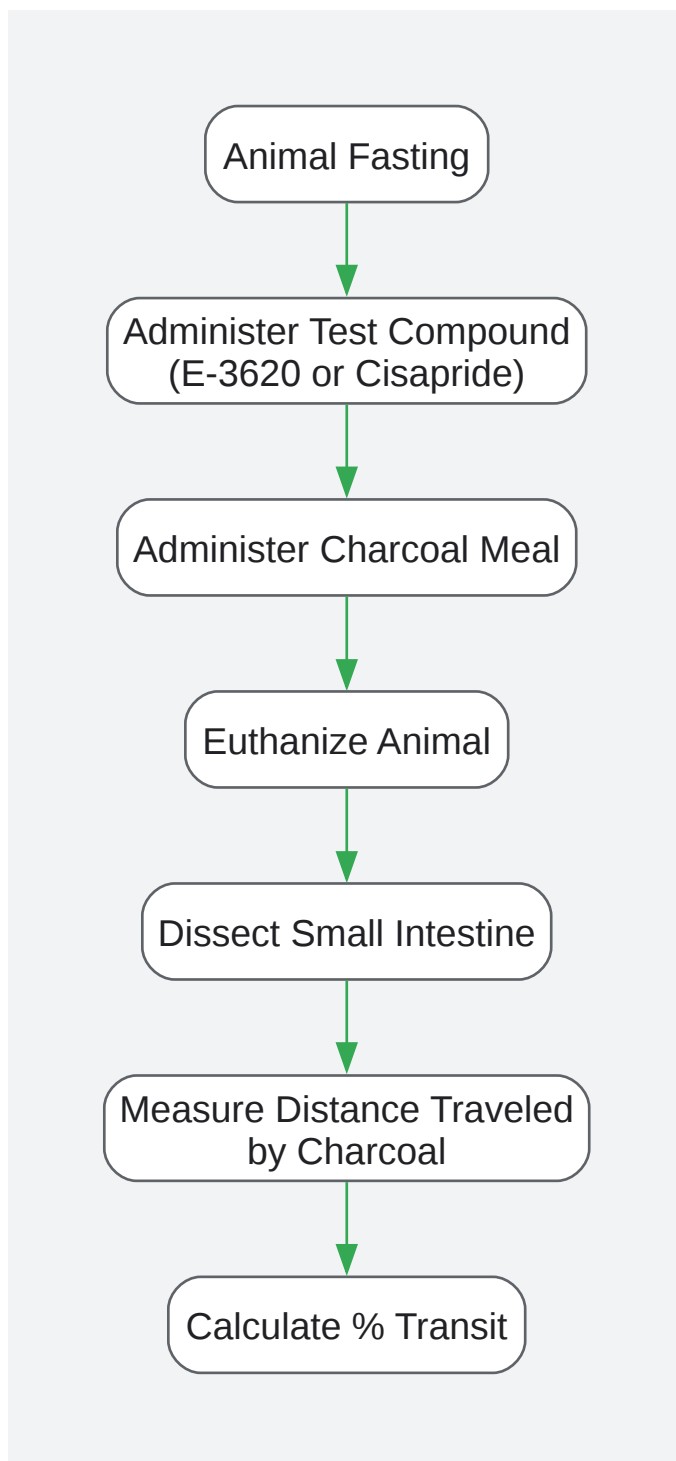 Animal Fasting
Administer Test Compound
(E-3620 or Cisapride)
Administer Charcoal Meal
Euthanize Animal
Dissect Small Intestine
Measure Distance Traveled
by Charcoal
Calculate % Transit